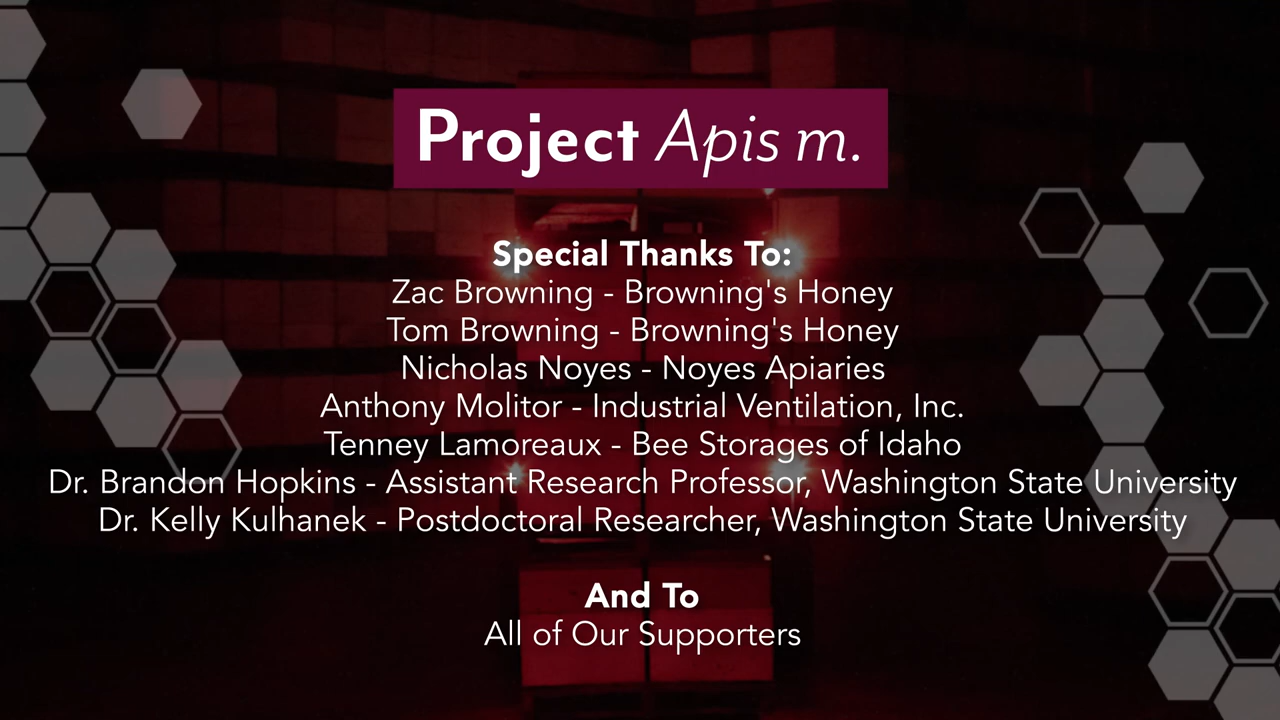 Project Apis m.
Special Thanks To:
Zac Browning - Browning's Honey
Tom Browning - Browning's Honey
Nicholas Noyes - Noyes Apiaries
Anthony Molitor - Industrial Ventilation, Inc.
Tenney Lamoreaux - Bee Storages of Idaho
Dr. Brandon Hopkins - Assistant Research Professor, Washington State University
Dr. Kelly Kulhanek - Postdoctoral Researcher, Washington State University
And To
All of Our Supporters